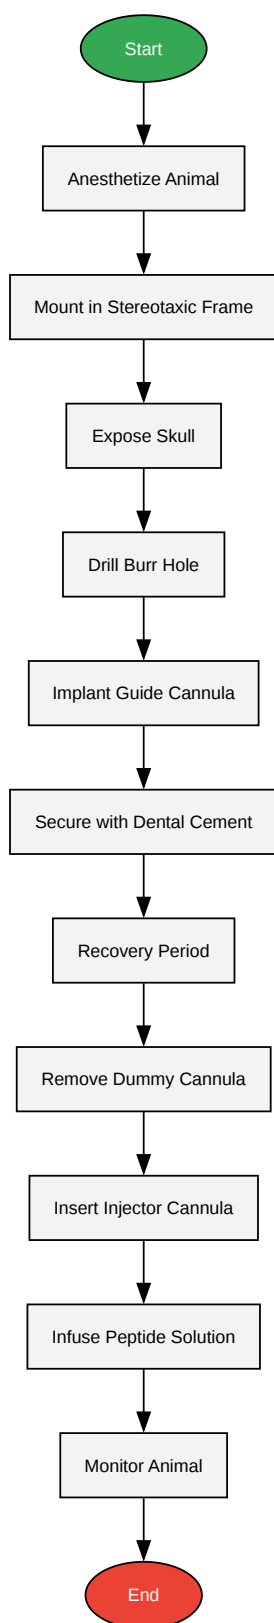 Start
Anesthetize Animal
Mount in Stereotaxic Frame
Expose Skull
Drill Burr Hole
Implant Guide Cannula
Secure with Dental Cement
Recovery Period
Remove Dummy Cannula
Insert Injector Cannula
Infuse Peptide Solution
Monitor Animal
End